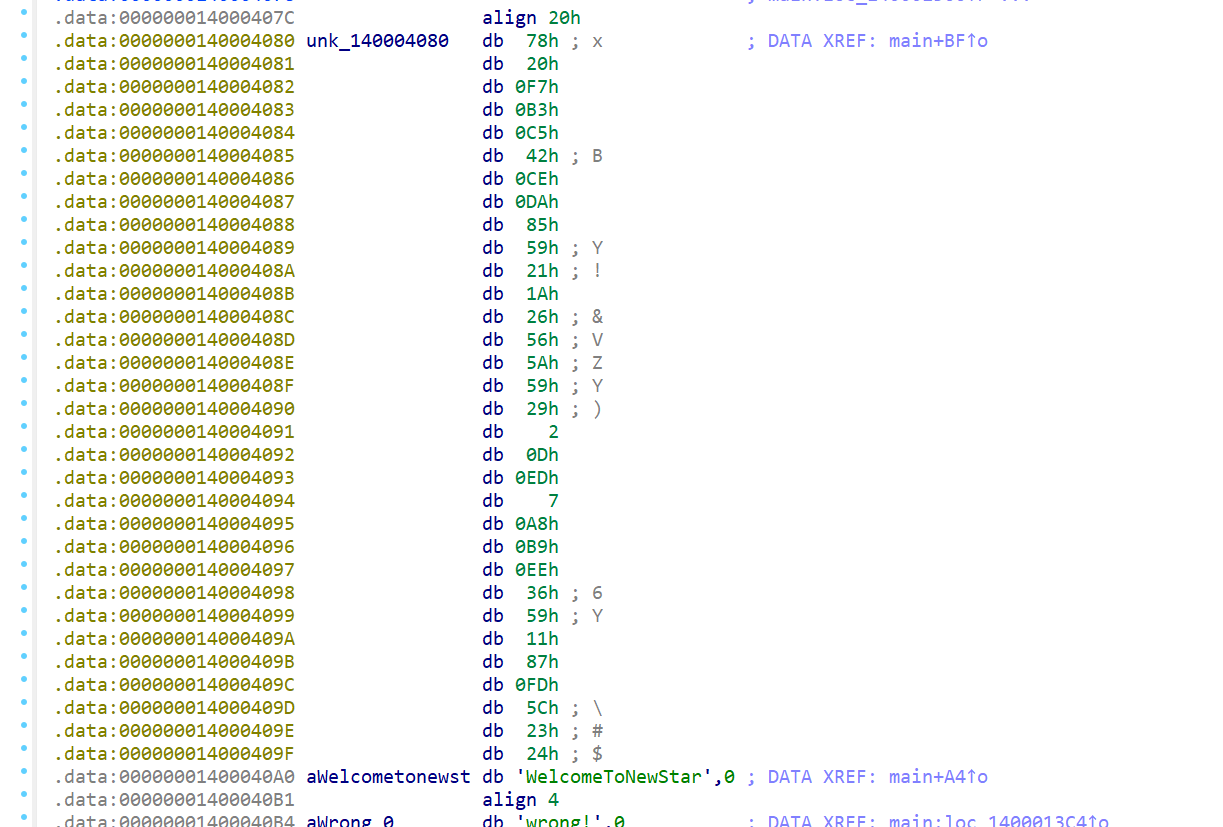 .data:000000014000407C align 20h
.data:0000000140004080 unk_140004080 db 78h ; x ; DATA XREF: main+BF↑o
.data:0000000140004081 db 20h
.data:0000000140004082 db 0F7h
.data:0000000140004083 db 0B3h
.data:0000000140004084 db 0C5h
.data:0000000140004085 db 42h ; B
.data:0000000140004086 db 0CEh
.data:0000000140004087 db 0DAh
.data:0000000140004088 db 85h
.data:0000000140004089 db 59h ; Y
.data:000000014000408A db 21h ; !
.data:000000014000408B db 1Ah
.data:000000014000408C db 26h ; &
.data:000000014000408D db 56h ; V
.data:000000014000408E db 5Ah ; Z
.data:000000014000408F db 59h ; Y
.data:0000000140004090 db 29h ; )
.data:0000000140004091 db 2
.data:0000000140004092 db 0Dh
.data:0000000140004093 db 0EDh
.data:0000000140004094 db 7
.data:0000000140004095 db 0A8h
.data:0000000140004096 db 0B9h
.data:0000000140004097 db 0EEh
.data:0000000140004098 db 36h ; 6
.data:0000000140004099 db 59h ; Y
.data:000000014000409A db 11h
.data:000000014000409B db 87h
.data:000000014000409C db 0FDh
.data:000000014000409D db 5Ch ; \
.data:000000014000409E db 23h ; #
.data:000000014000409F db 24h ; $
.data:00000001400040A0 aWelcometonewst db 'WelcomeToNewStar',0 ; DATA XREF: main+A4↑o
.data:00000001400040B1 align 4
.data:00000001400040B4 aWrong_0 db 'wrong!',0 ; DATA XREF: main:loc_1400013C4↑o